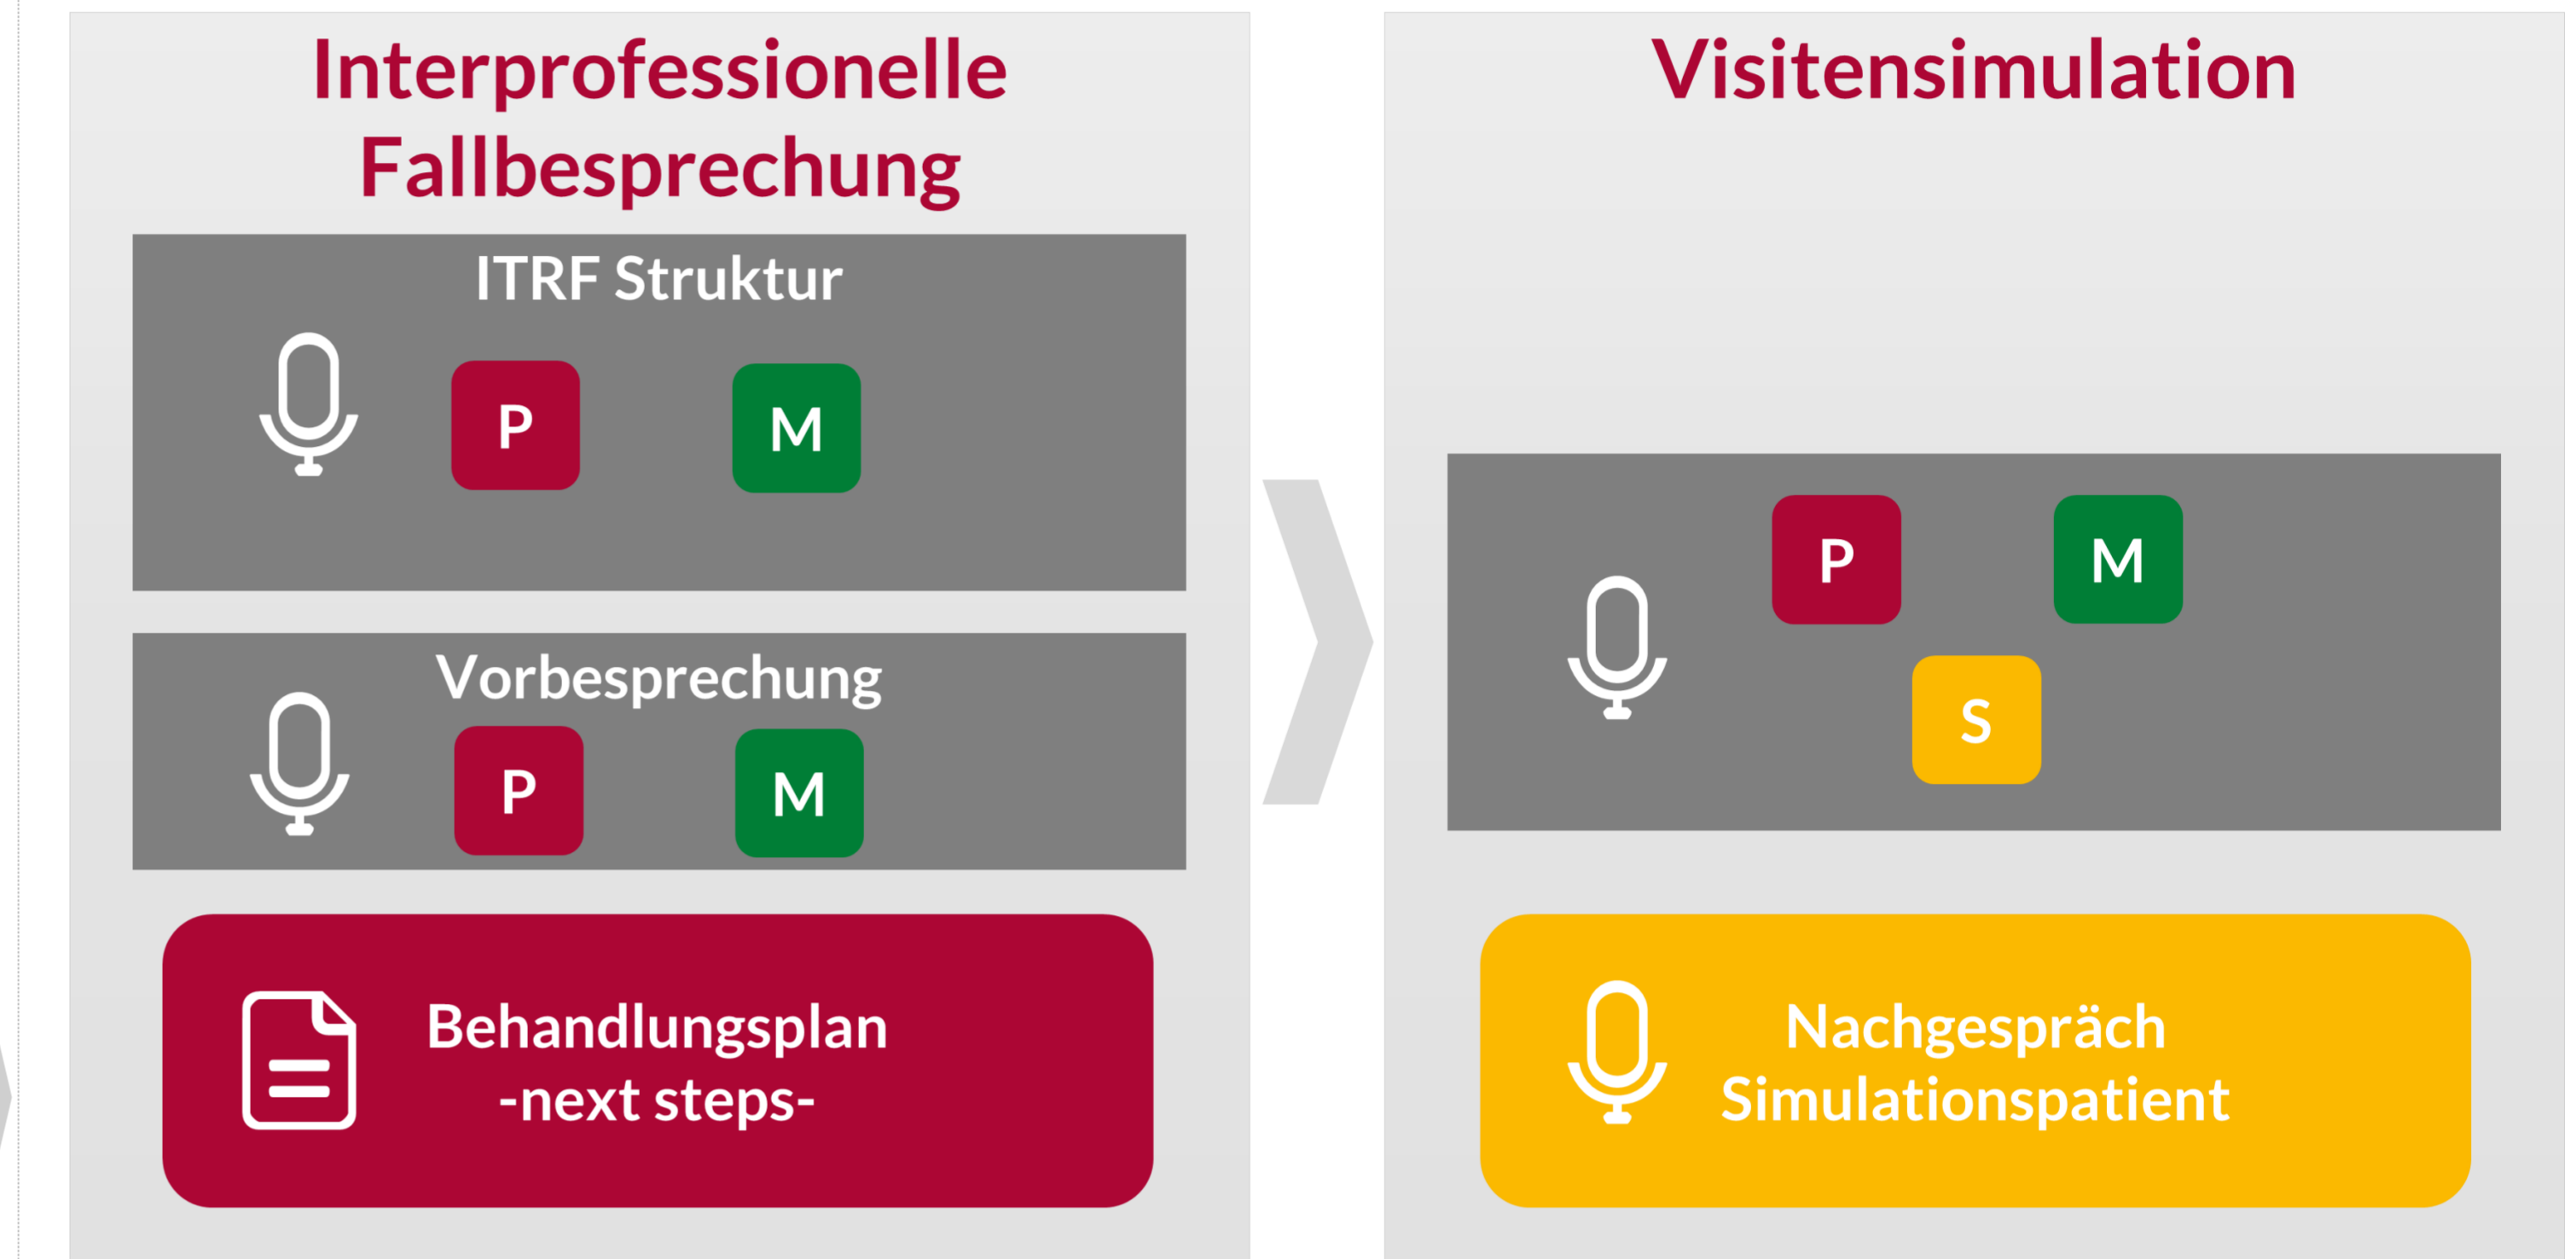 Interprofessionelle
Fallbesprechung
ITRF Struktur
P
M
Vorbesprechung
P
M
Behandlungsplan
-next steps-
Visitensimulation
P
M
S
Nachgespräch
Simulationspatient